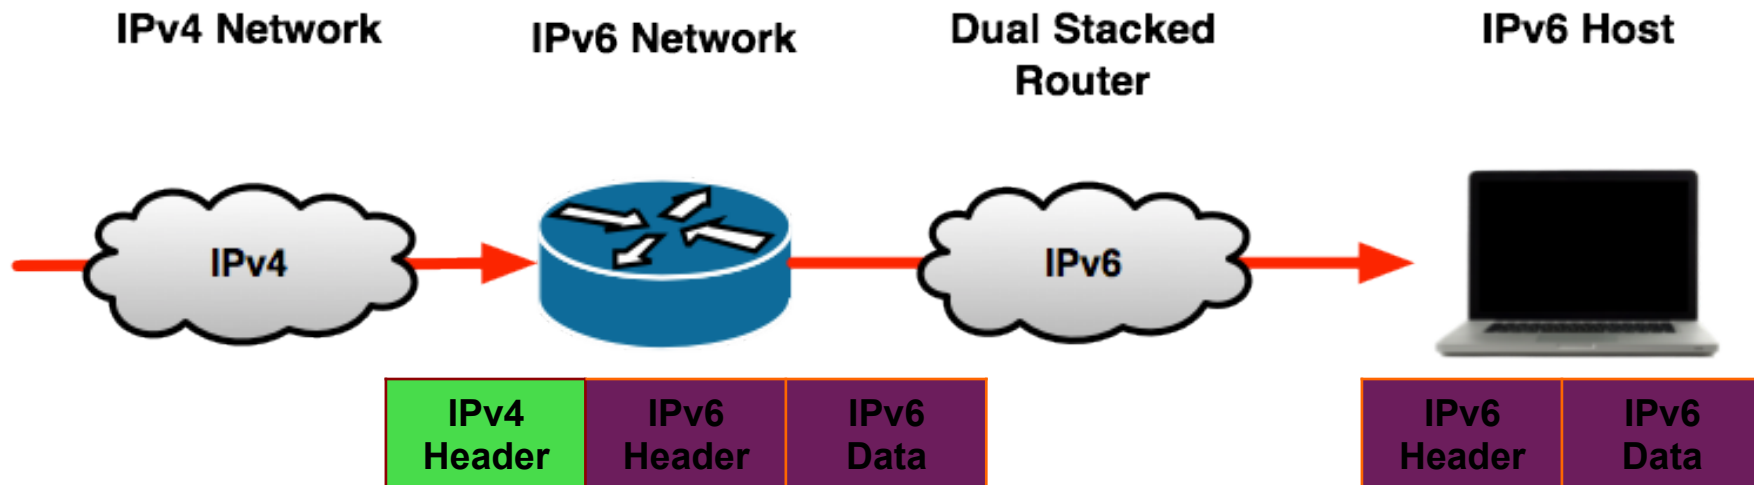 IPv4 Network
IPv6 Network
Dual Stacked
Router
IPv6 Host
IPv4
IPv6
IPv4
Header
IPv6
Header
IPv6
Data
IPv6
Header
IPv6
Data